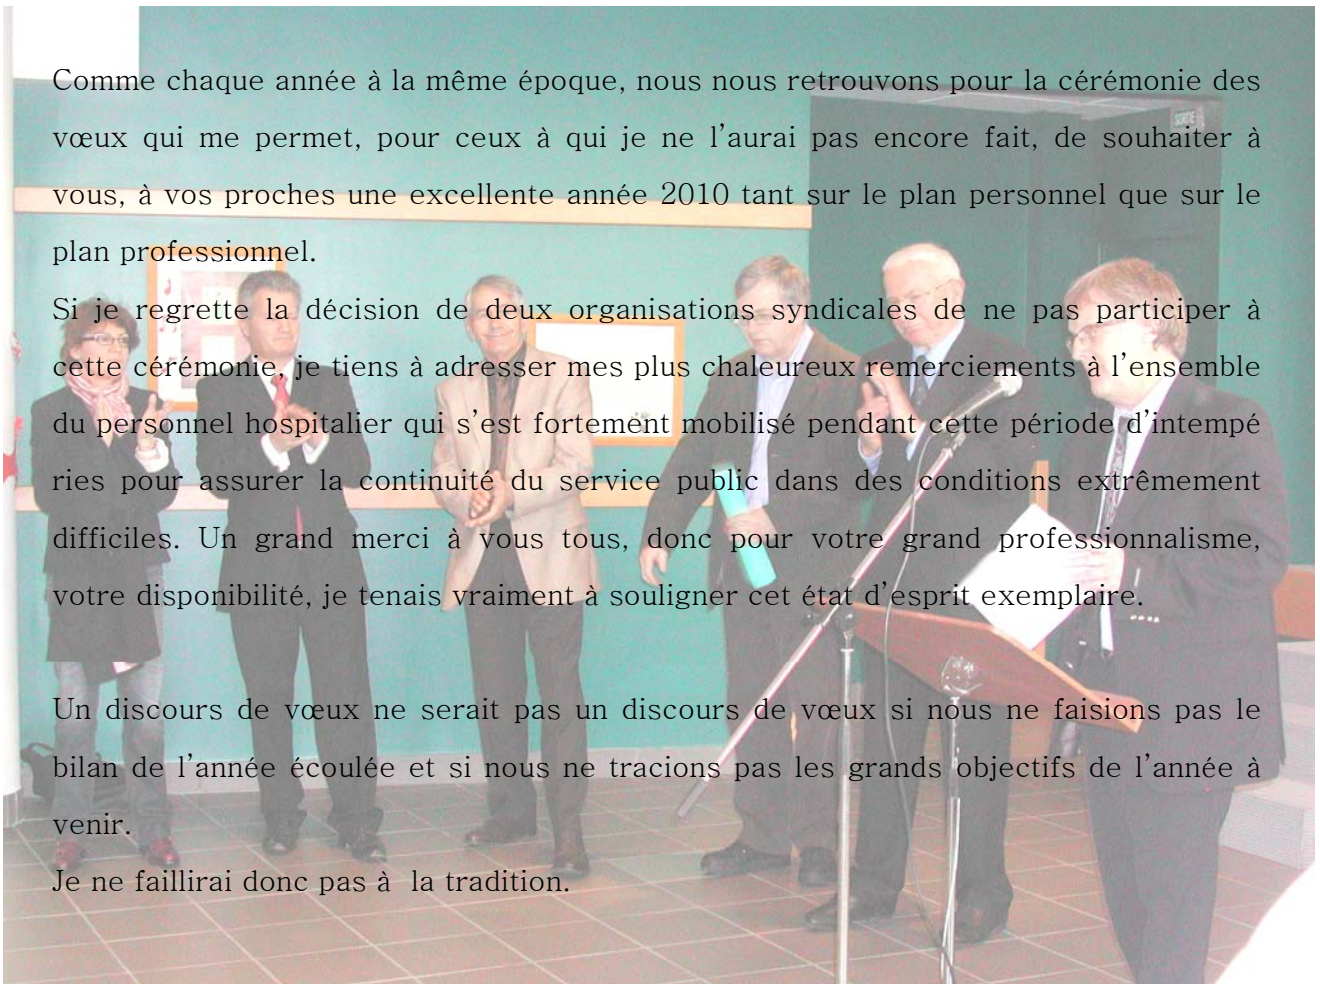 Comme chaque année à la même époque, nous nous retrouvons pour la cérémonie des
vœux qui me permet, pour ceux à qui je ne l'aurai pas encore fait, de souhaiter à
vous, à vos proches une excellente année 2010 tant sur le plan personnel que sur le
plan professionnel.
Si je regrette la décision de deux organisations syndicales de ne pas participer à
cette cérémonie, je tiens à adresser mes plus chaleureux remerciements à l'ensemble
du personnel hospitalier qui s'est fortement mobilisé pendant cette période d'intempé
ries pour assurer la continuité du service public dans des conditions extrêmement
difficiles. Un grand merci à vous tous, donc pour votre grand professionnalisme,
votre disponibilité, je tenais vraiment à souligner cet état d'esprit exemplaire.
Un discours de vœux ne serait pas un discours de vœux si nous ne faisions pas le
bilan de l'année écoulée et si nous ne tracions pas les grands objectifs de l'année à
venir.
Je ne faillirai donc pas à  la tradition.